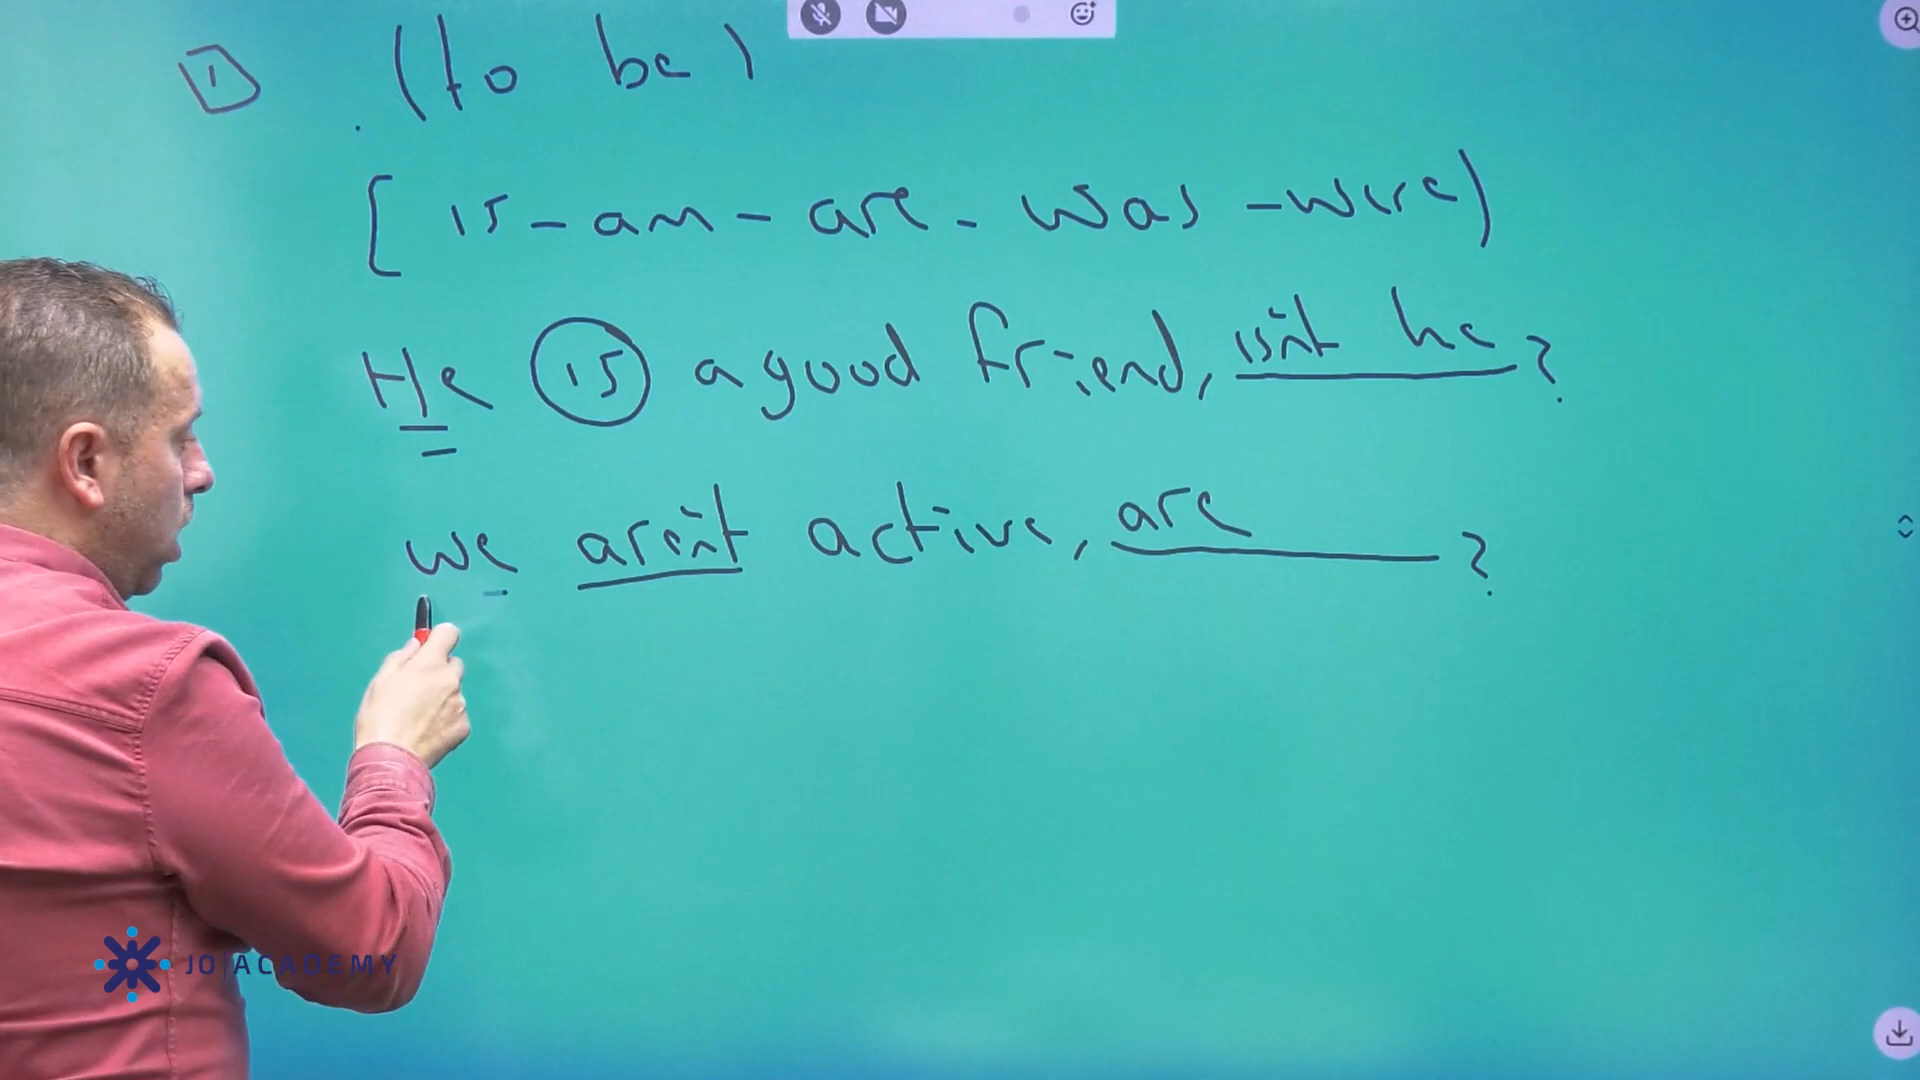 1 (to be)
[is - am - are - was - were)
He is a good friend, isn't he?
we aren't active, are ?
JO ACADEMY